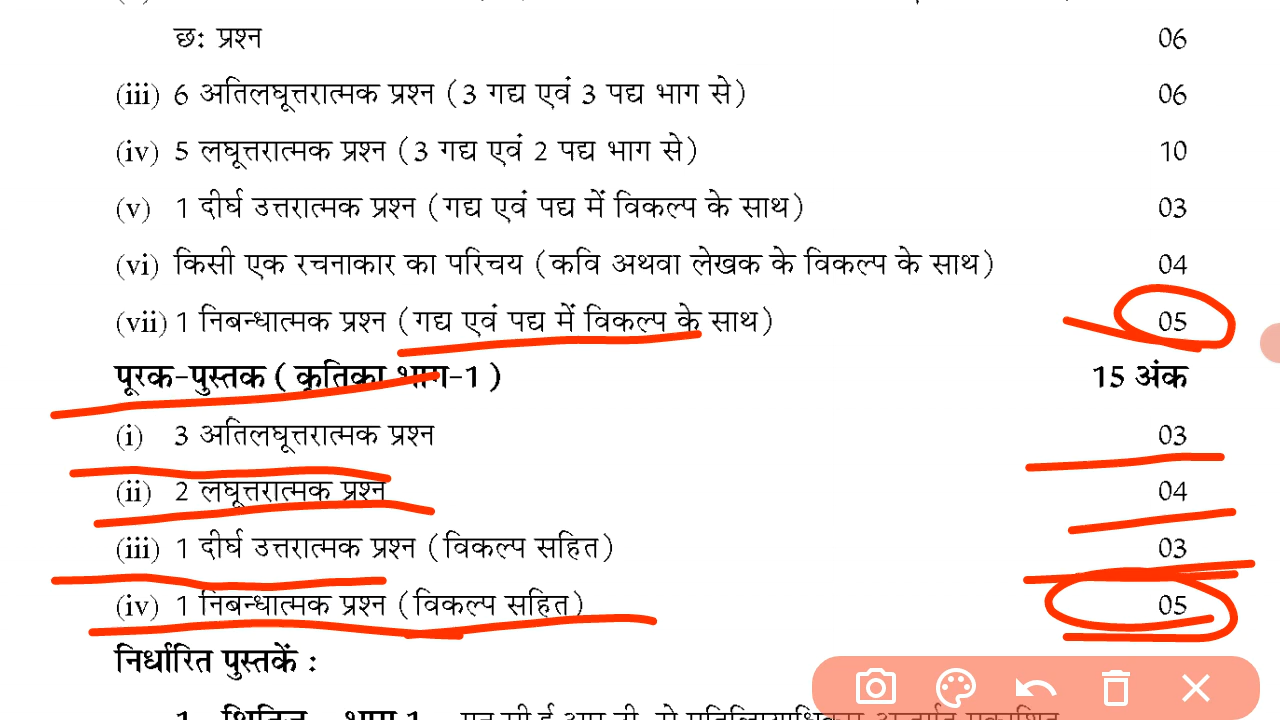 छः प्रश्न 06
(iii) 6 अतिलघूत्तरात्मक प्रश्न (3 गद्य एवं 3 पद्य भाग से) 06
(iv) 5 लघूत्तरात्मक प्रश्न (3 गद्य एवं 2 पद्य भाग से) 10
(v) 1 दीर्घ उत्तरात्मक प्रश्न (गद्य एवं पद्य में विकल्प के साथ) 03
(vi) किसी एक रचनाकार का परिचय (कवि अथवा लेखक के विकल्प के साथ) 04
(vii) 1 निबन्धात्मक प्रश्न (गद्य एवं पद्य में विकल्प के साथ) 05
पूरक-पुस्तक ( कृतिका भाग-1 ) 15 अंक
(i) 3 अतिलघूत्तरात्मक प्रश्न 03
(ii) 2 लघूत्तरात्मक प्रश्न 04
(iii) 1 दीर्घ उत्तरात्मक प्रश्न (विकल्प सहित) 03
(iv) 1 निबन्धात्मक प्रश्न (विकल्प सहित) 05
निर्धारित पुस्तकें :
1. क्षितिज - भाग-1